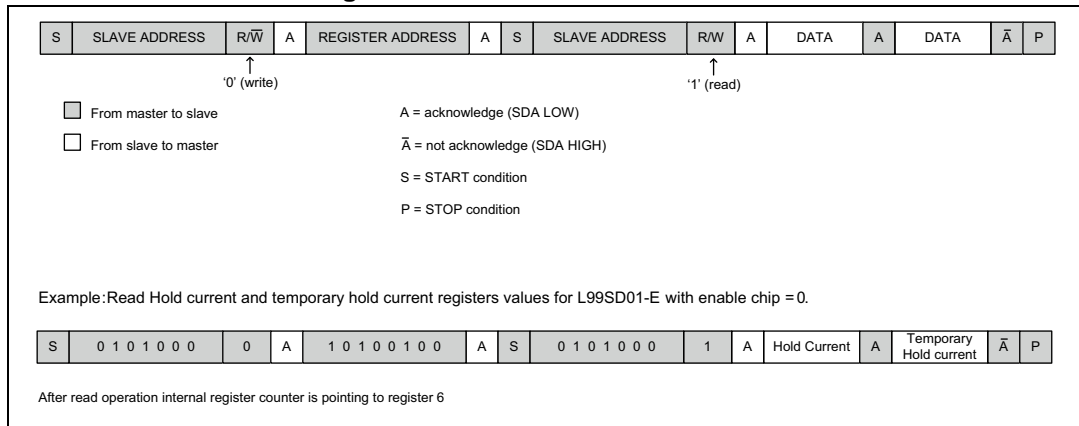 S SLAVE ADDRESS R/W̅ A REGISTER ADDRESS A S SLAVE ADDRESS R/W A DATA A DATA A̅ P
‘0’ (write) ‘1’ (read)
From master to slave A = acknowledge (SDA LOW)
From slave to master A̅ = not acknowledge (SDA HIGH)
S = START condition
P = STOP condition
Example:Read Hold current and temporary hold current registers values for L99SD01-E with enable chip = 0.
S 0 1 0 1 0 0 0 0 A 1 0 1 0 0 1 0 0 A S 0 1 0 1 0 0 0 1 A Hold Current A Temporary Hold current A̅ P
After read operation internal register counter is pointing to register 6